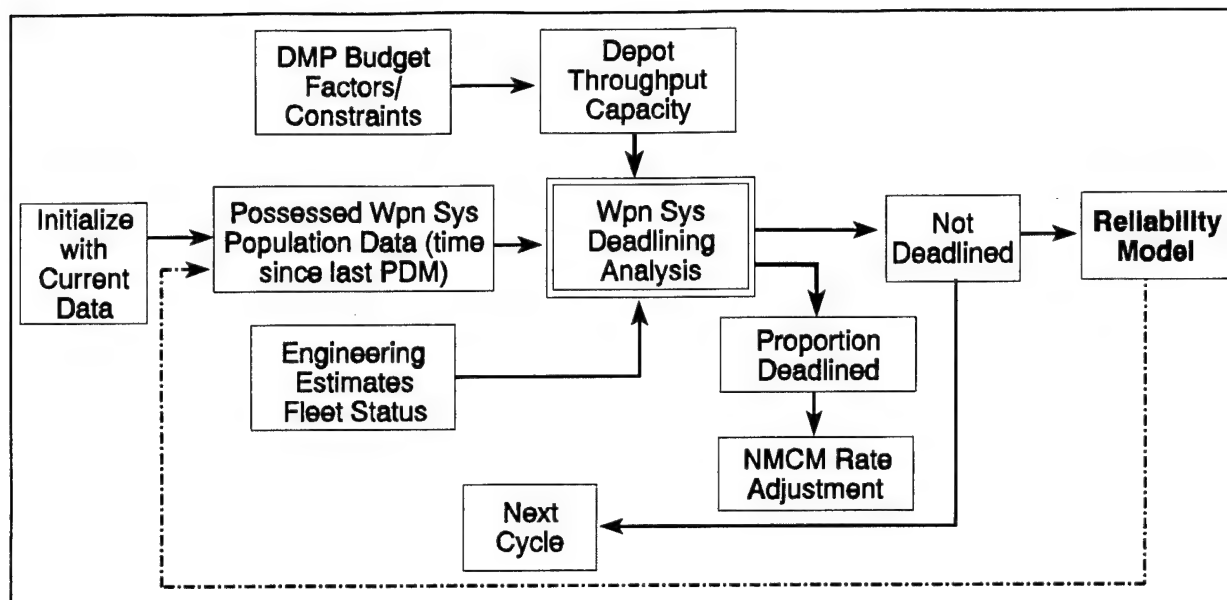 DMP Budget
Factors/
Constraints
Depot
Throughput
Capacity
Initialize
with
Current
Data
Possessed Wpn Sys
Population Data (time
since last PDM)
Wpn Sys
Deadlining
Analysis
Not
Deadlined
Reliability
Model
Engineering
Estimates
Fleet Status
Proportion
Deadlined
NMCM Rate
Adjustment
Next
Cycle